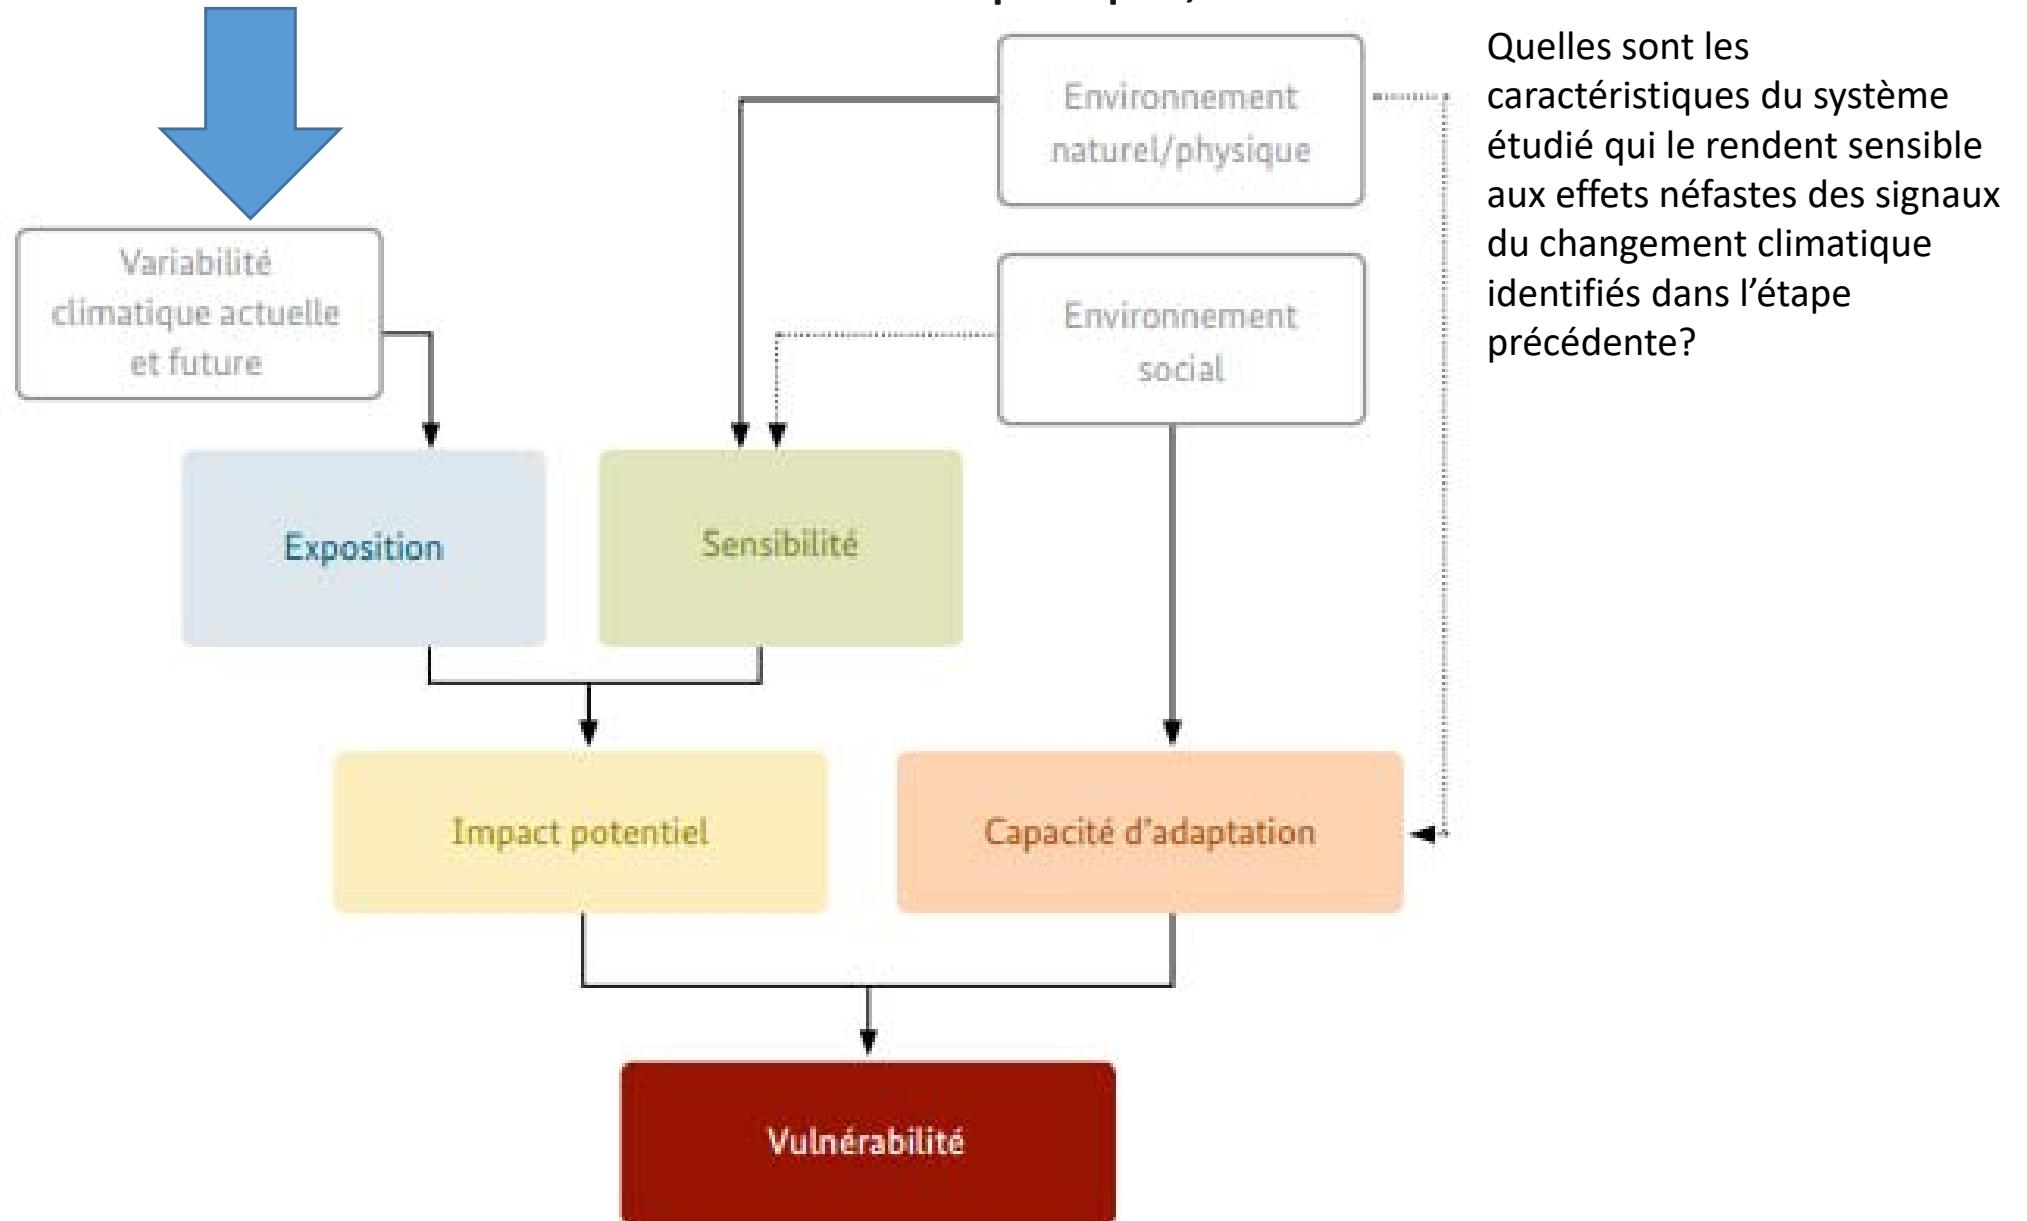 Quelles sont les
caractéristiques du système
étudié qui le rendent sensible
aux effets néfastes des signaux
du changement climatique
identifiés dans l'étape
précédente?
Environnement
naturel/physique
Variabilité
climatique actuelle
et future
Environnement
social
Exposition
Sensibilité
Impact potentiel
Capacité d'adaptation
Vulnérabilité